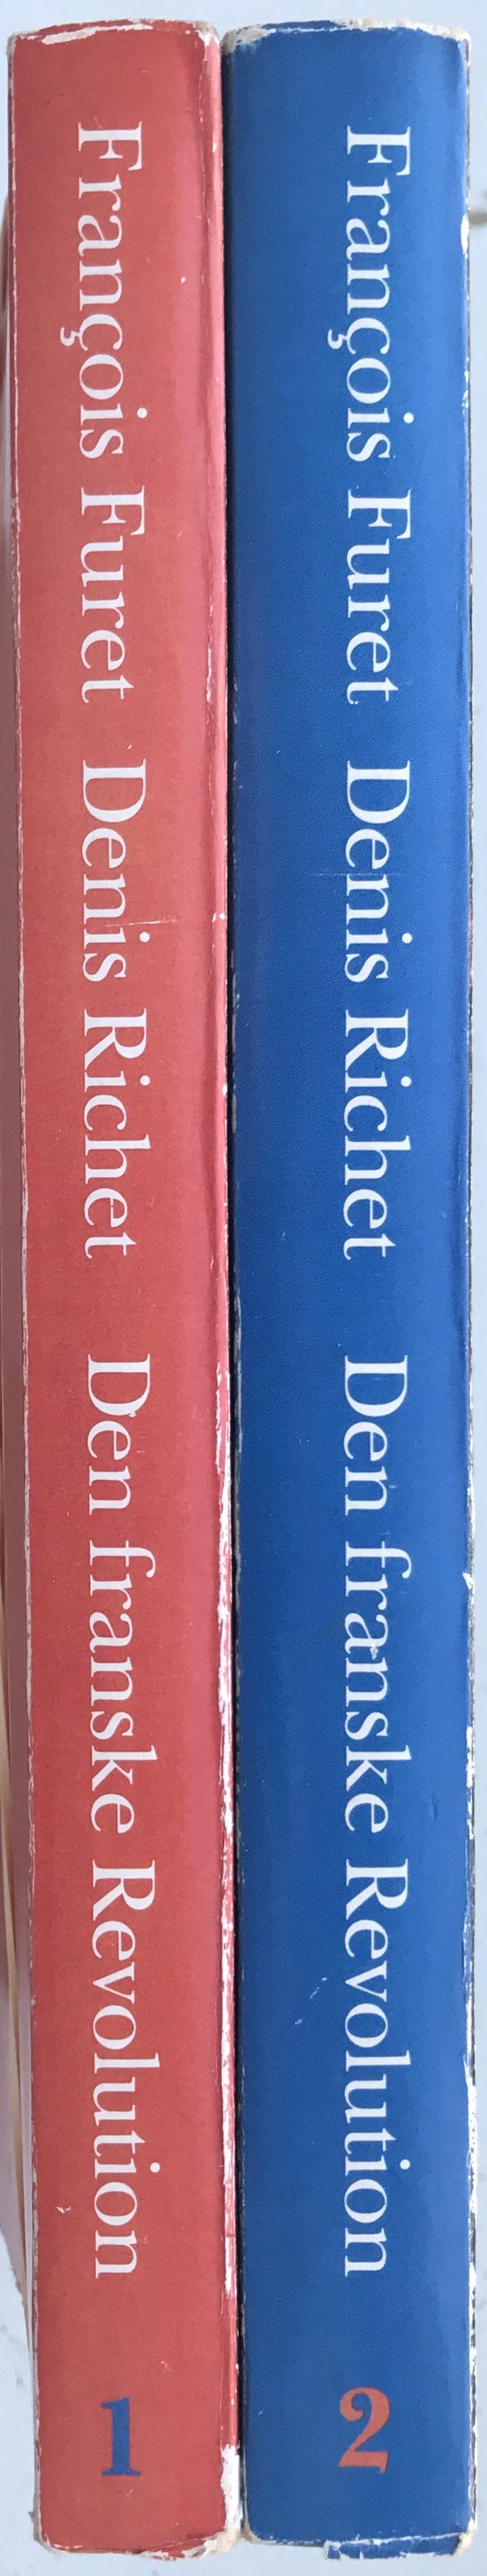 François Furet Denis Richet Den franske Revolution 1
François Furet Denis Richet Den franske Revolution 2